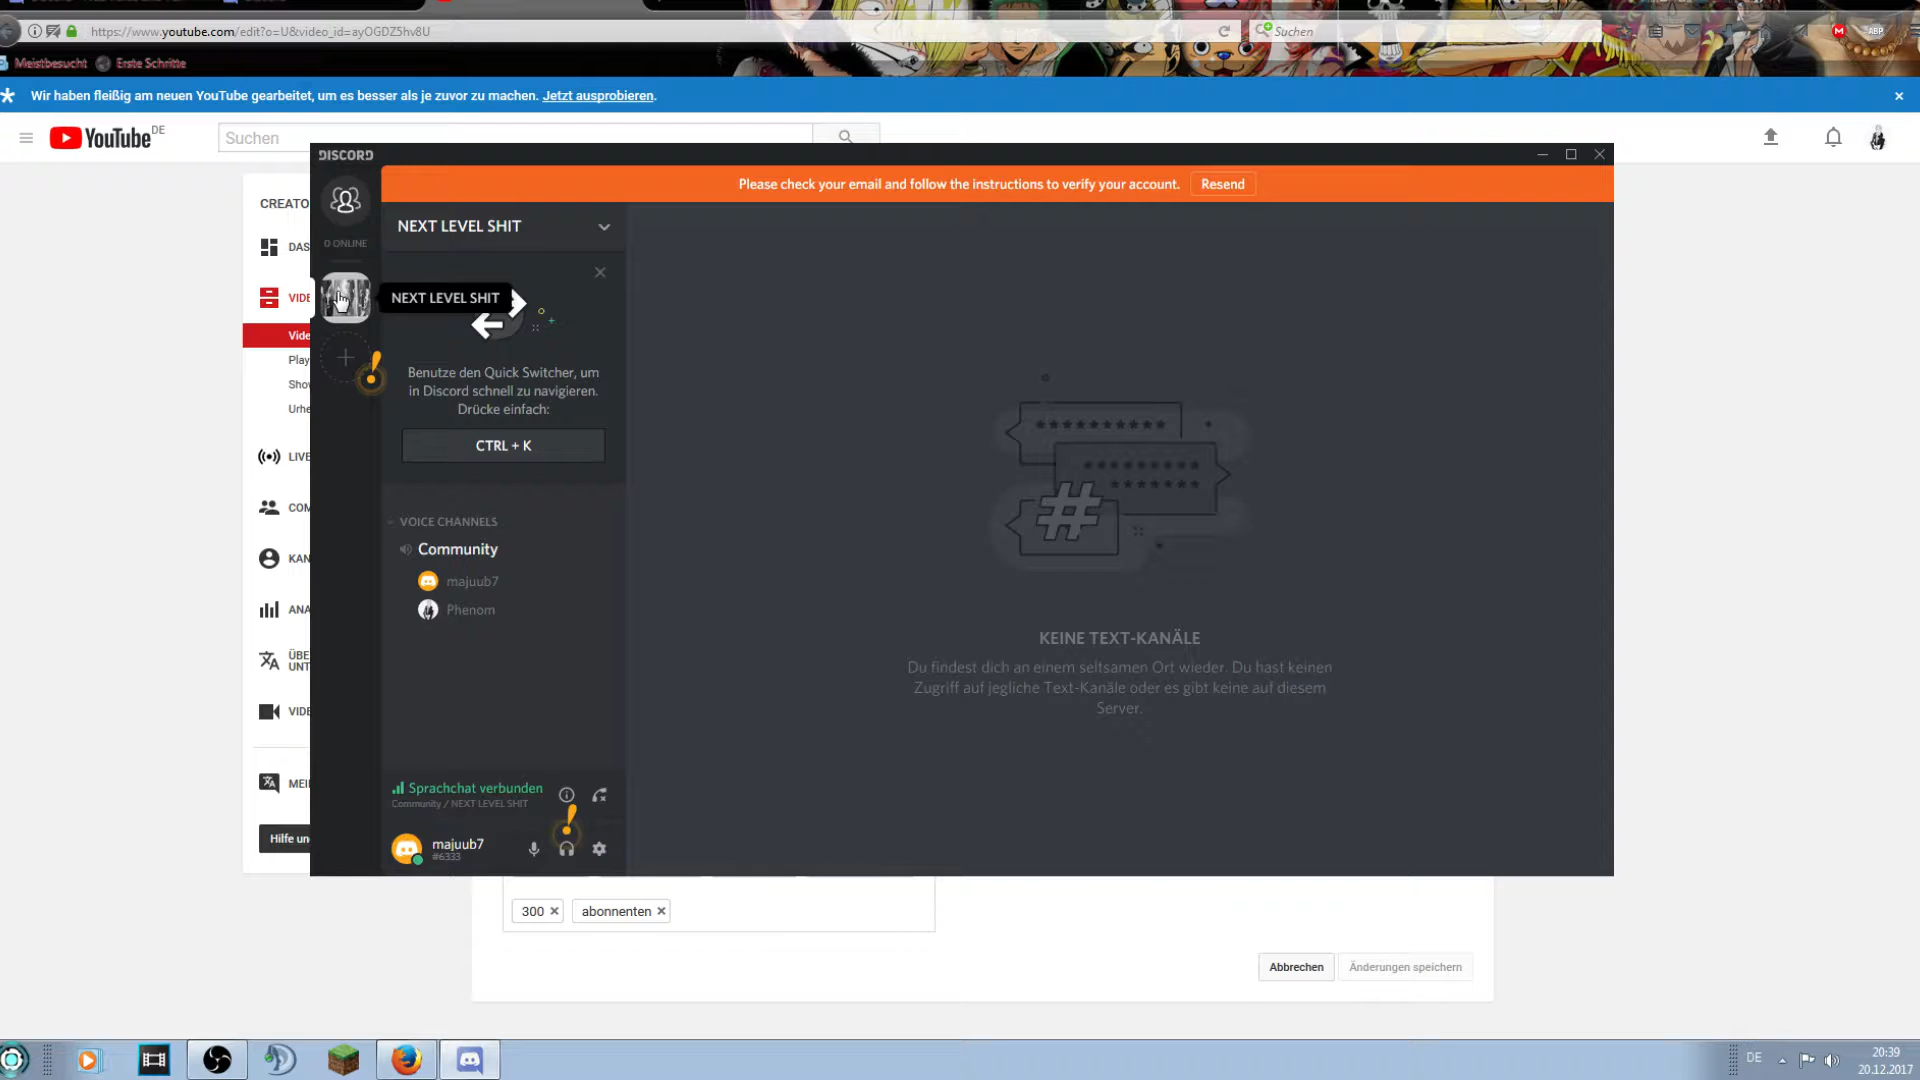 https://www.youtube.com/edit?o=U&video_id=ayOGDZ5hv8U
Suchen
ABP
Meistbesucht
Erste Schritte
Wir haben fleißig am neuen YouTube gearbeitet, um es besser als je zuvor zu machen. Jetzt ausprobieren.
YouTube DE
Suchen
DISCORD
Please check your email and follow the instructions to verify your account. Resend
CREATO
DAS
VIDE
Vide
Play
Show
Urhe
LIVE
COM
KAN
ANA
ÜBE
UNT
VIDE
MEI
Hilfe un
0 ONLINE
NEXT LEVEL SHIT
NEXT LEVEL SHIT
Benutze den Quick Switcher, um
in Discord schnell zu navigieren.
Drücke einfach:
CTRL + K
VOICE CHANNELS
Community
majuub7
Phenom
Sprachchat verbunden
Community / NEXT LEVEL SHIT
majuub7
#6333
KEINE TEXT-KANÄLE
Du findest dich an einem seltsamen Ort wieder. Du hast keinen
Zugriff auf jegliche Text-Kanäle oder es gibt keine auf diesem
Server.
300
abonnenten
Abbrechen
Änderungen speichern
DE
20:39
20.12.2017